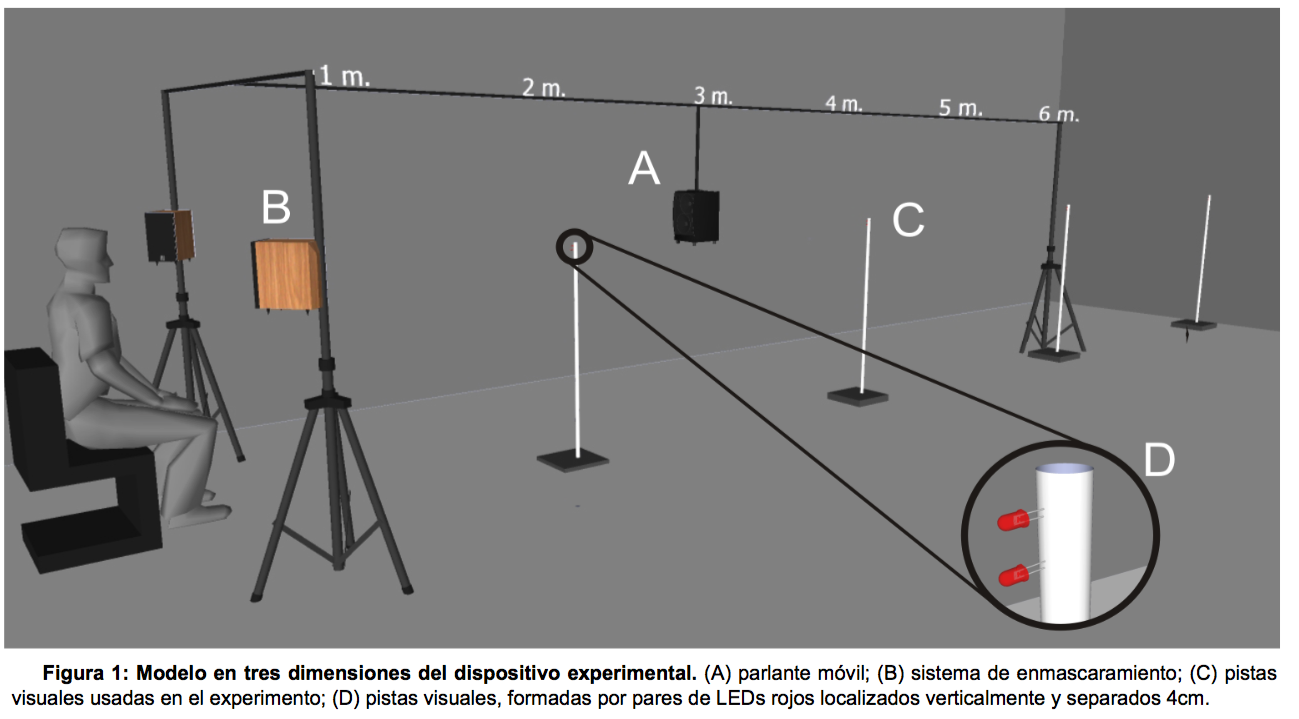 1 m.
2 m.
3 m.
4 m.
5 m.
6 m.
A
B
C
D
Figura 1: Modelo en tres dimensiones del dispositivo experimental. (A) parlante móvil; (B) sistema de enmascaramiento; (C) pistas
visuales usadas en el experimento; (D) pistas visuales, formadas por pares de LEDs rojos localizados verticalmente y separados 4cm.